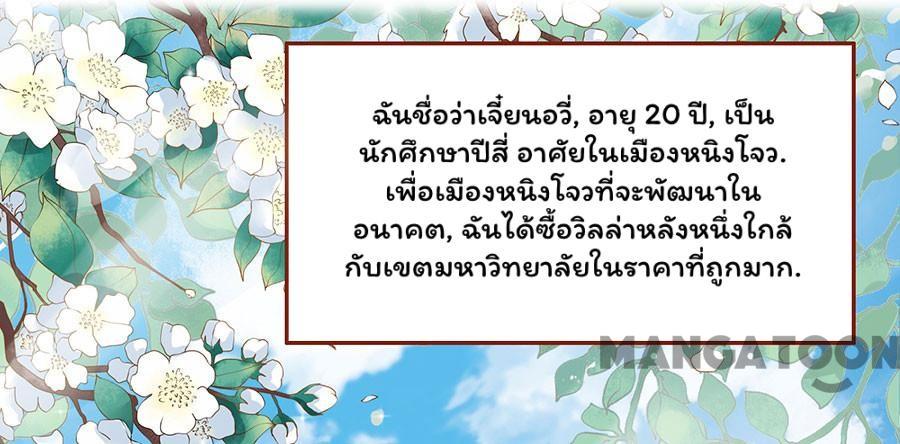 ฉันชื่อว่าเจี๋ยนอวี่, อายุ 20 ปี, เป็น
นักศึกษาปีสี่ อาศัยในเมืองหนิงโจว.
เพื่อเมืองหนิงโจวที่จะพัฒนาใน
อนาคต, ฉันได้ซื้อวิลล่าหลังหนึ่งใกล้
กับเขตมหาวิทยาลัยในราคาที่ถูกมาก.
MANGATOON